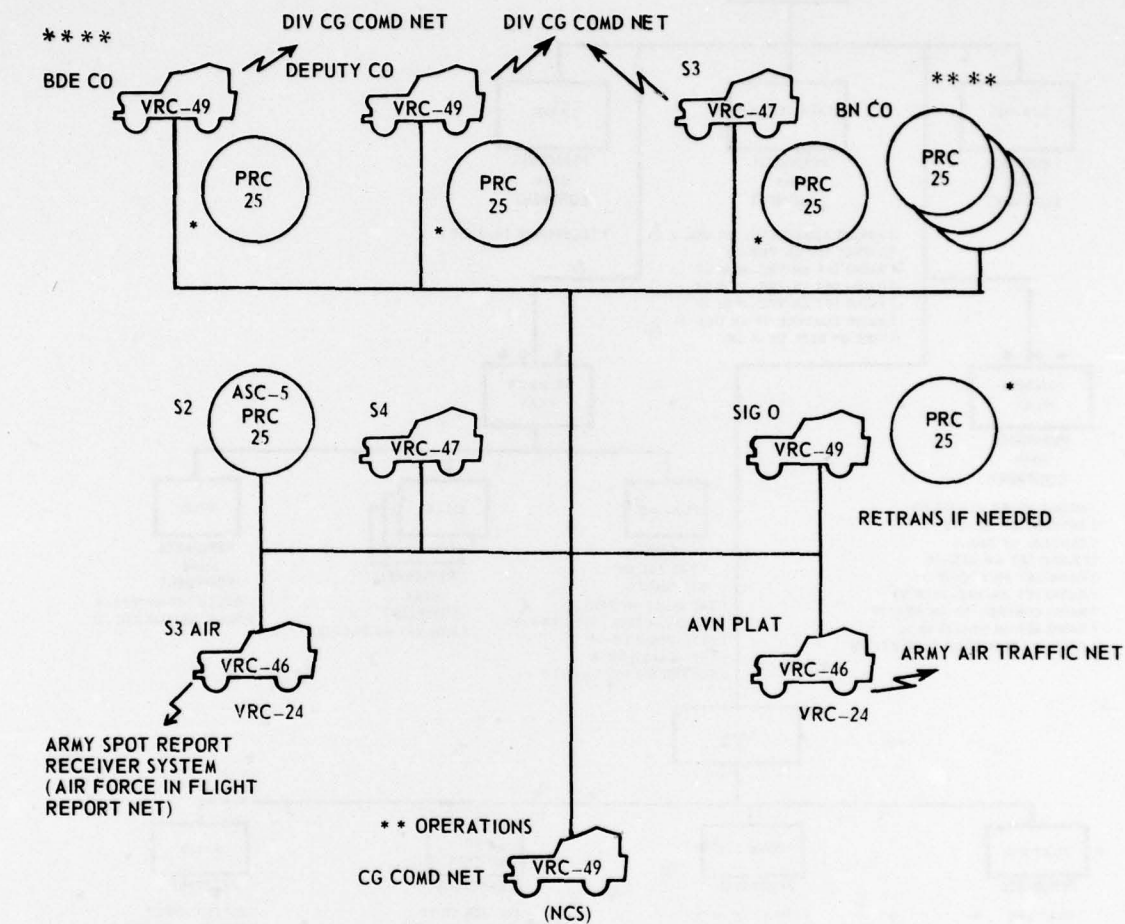 * * * *
BDE CO
DIV CG COMD NET
DEPUTY CO
DIV CG COMD NET
S3
* * * *
BN CO
VRC-49
VRC-49
VRC-47
PRC
25
*
PRC
25
*
PRC
25
*
PRC
25
S2
ASC-5
PRC
25
S4
VRC-47
SIG O
VRC-49
PRC
25
*
RETRANS IF NEEDED
S3 AIR
VRC-46
VRC-24
AVN PLAT
VRC-46
VRC-24
ARMY AIR TRAFFIC NET
ARMY SPOT REPORT
RECEIVER SYSTEM
(AIR FORCE IN FLIGHT
REPORT NET)
* * ORERATIONS
CG COMD NET
VRC-49
(NCS)